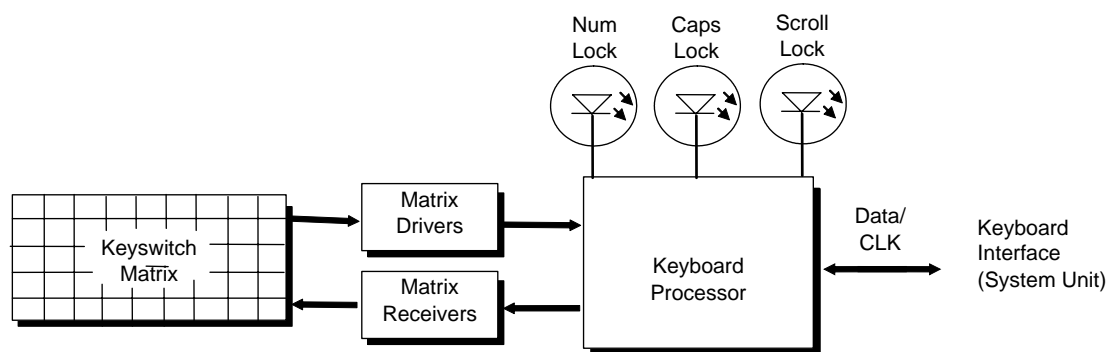 Num
Lock
Caps
Lock
Scroll
Lock
Keyswitch
Matrix
Matrix
Drivers
Matrix
Receivers
Keyboard
Processor
Data/
CLK
Keyboard
Interface
(System Unit)